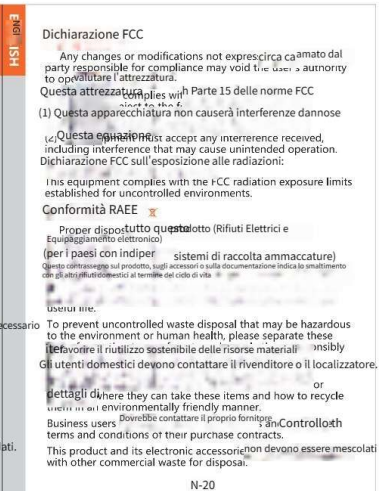 ENGLISH
Dichiarazione FCC
Any changes or modifications not expres circa ca amato dal
party responsible for compliance may void the user's authority
to ope valutare l'attrezzatura.
Questa attrezzatura complies with Parte 15 delle norme FCC
(1) Questa apparecchiatura non causerà interferenze dannose
(2) Questa equazione must accept any interference received,
including interference that may cause unintended operation.
Dichiarazione FCC sull'esposizione alle radiazioni:
This equipment complies with the FCC radiation exposure limits
established for uncontrolled environments.
Conformità RAEE
Proper dispos tutto questo prodotto (Rifiuti Elettrici e
Equipaggiamento elettronico)
(per i paesi con indiper sistemi di raccolta ammaccature)
Questo contrassegno sul prodotto, sugli accessori o sulla documentazione indica lo smaltimento
con gli altri rifiuti domestici al termine del ciclo di vita
useful life.
ecessario
To prevent uncontrolled waste disposal that may be hazardous
to the environment or human health, please separate these
favorire il riutilizzo sostenibile delle risorse materiali onsibly
Gli utenti domestici devono contattare il rivenditore o il localizzatore.
or
dettagli di where they can take these items and how to recycle
them in an environmentally friendly manner.
Dovrebbe contattare il proprio fornitore
Business users an Controllo th
terms and conditions of their purchase contracts.
lati.
This product and its electronic accessorie non devono essere mescolati
with other commercial waste for disposal.
N-20